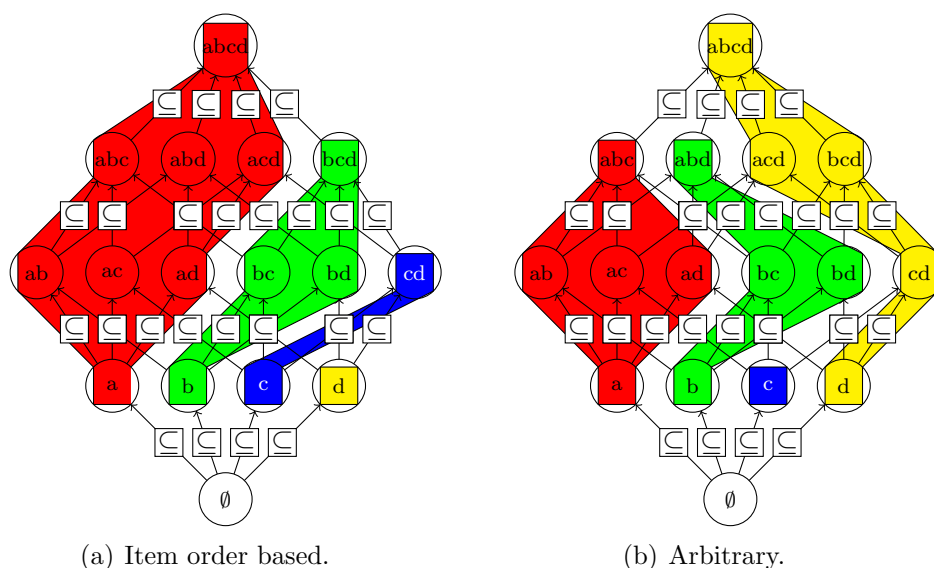 abcd
⊆ ⊆ ⊆ ⊆
abc abd acd bcd
⊆ ⊆ ⊆ ⊆ ⊆ ⊆ ⊆ ⊆
ab ac ad bc bd cd
⊆ ⊆ ⊆ ⊆ ⊆ ⊆ ⊆ ⊆
a b c d
⊆ ⊆ ⊆ ⊆
∅
(a) Item order based.
abcd
⊆ ⊆ ⊆ ⊆
abc abd acd bcd
⊆ ⊆ ⊆ ⊆ ⊆ ⊆ ⊆ ⊆
ab ac ad bc bd cd
⊆ ⊆ ⊆ ⊆ ⊆ ⊆ ⊆ ⊆
a b c d
⊆ ⊆ ⊆ ⊆
∅
(b) Arbitrary.